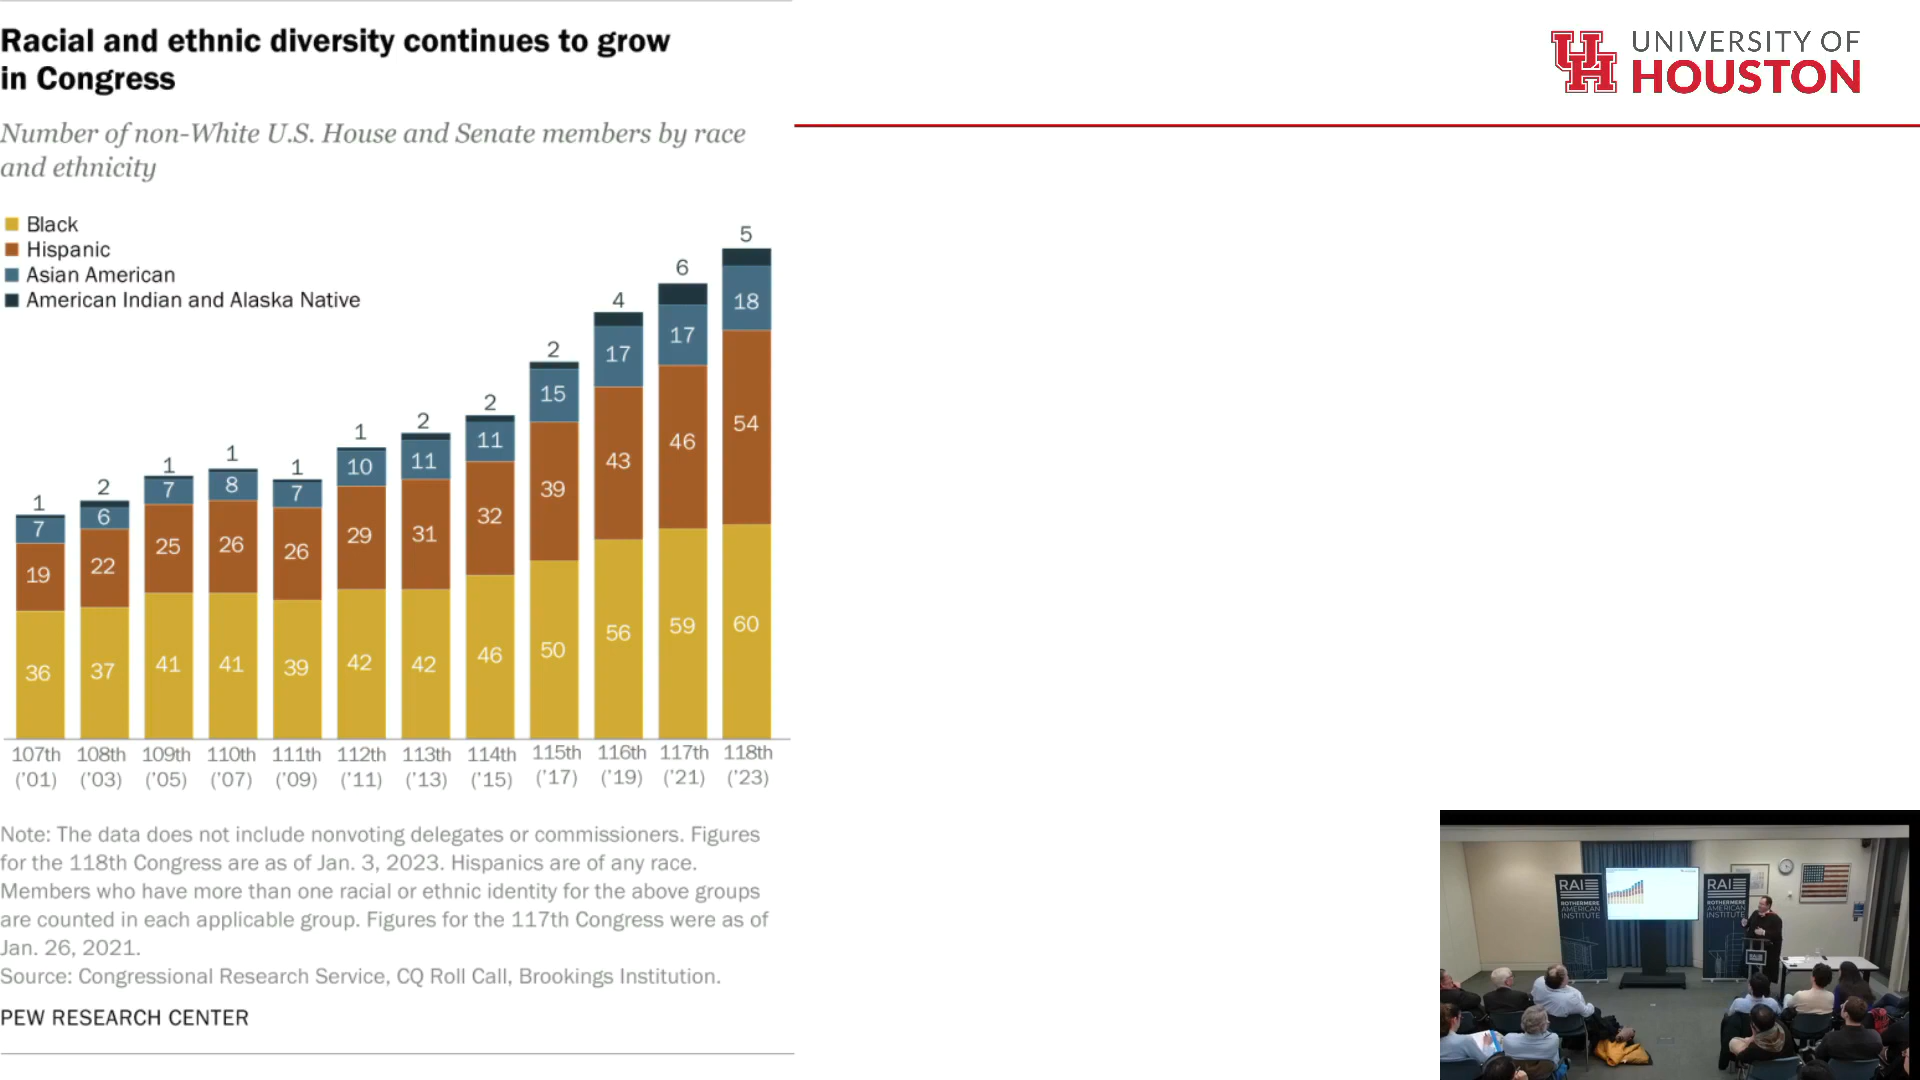 Racial and ethnic diversity continues to grow
in Congress
Number of non-White U.S. House and Senate members by race
and ethnicity
Black
Hispanic
Asian American
American Indian and Alaska Native
1 2 1 1 1 1 2 2 2 4 6 5
7 6 7 8 7 10 11 11 15 17 17 18
19 22 25 26 26 29 31 32 39 43 46 54
36 37 41 41 39 42 42 46 50 56 59 60
107th 108th 109th 110th 111th 112th 113th 114th 115th 116th 117th 118th
('01) ('03) ('05) ('07) ('09) ('11) ('13) ('15) ('17) ('19) ('21) ('23)
Note: The data does not include nonvoting delegates or commissioners. Figures
for the 118th Congress are as of Jan. 3, 2023. Hispanics are of any race.
Members who have more than one racial or ethnic identity for the above groups
are counted in each applicable group. Figures for the 117th Congress were as of
Jan. 26, 2021.
Source: Congressional Research Service, CQ Roll Call, Brookings Institution.
PEW RESEARCH CENTER
UH
UNIVERSITY OF
HOUSTON
RAI
ROTHERMERE
AMERICAN
INSTITUTE
RAI
ROTHERMERE
AMERICAN
INSTITUTE